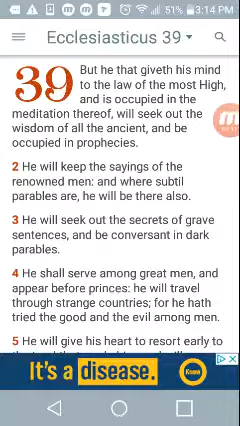 51% 3:14 PM
Ecclesiasticus 39
39 But he that giveth his mind
to the law of the most High,
and is occupied in the
meditation thereof, will seek out the
wisdom of all the ancient, and be
occupied in prophecies.
2 He will keep the sayings of the
renowned men: and where subtil
parables are, he will be there also.
3 He will seek out the secrets of grave
sentences, and be conversant in dark
parables.
4 He shall serve among great men, and
appear before princes: he will travel
through strange countries; for he hath
tried the good and the evil among men.
5 He will give his heart to resort early to
It's a disease.